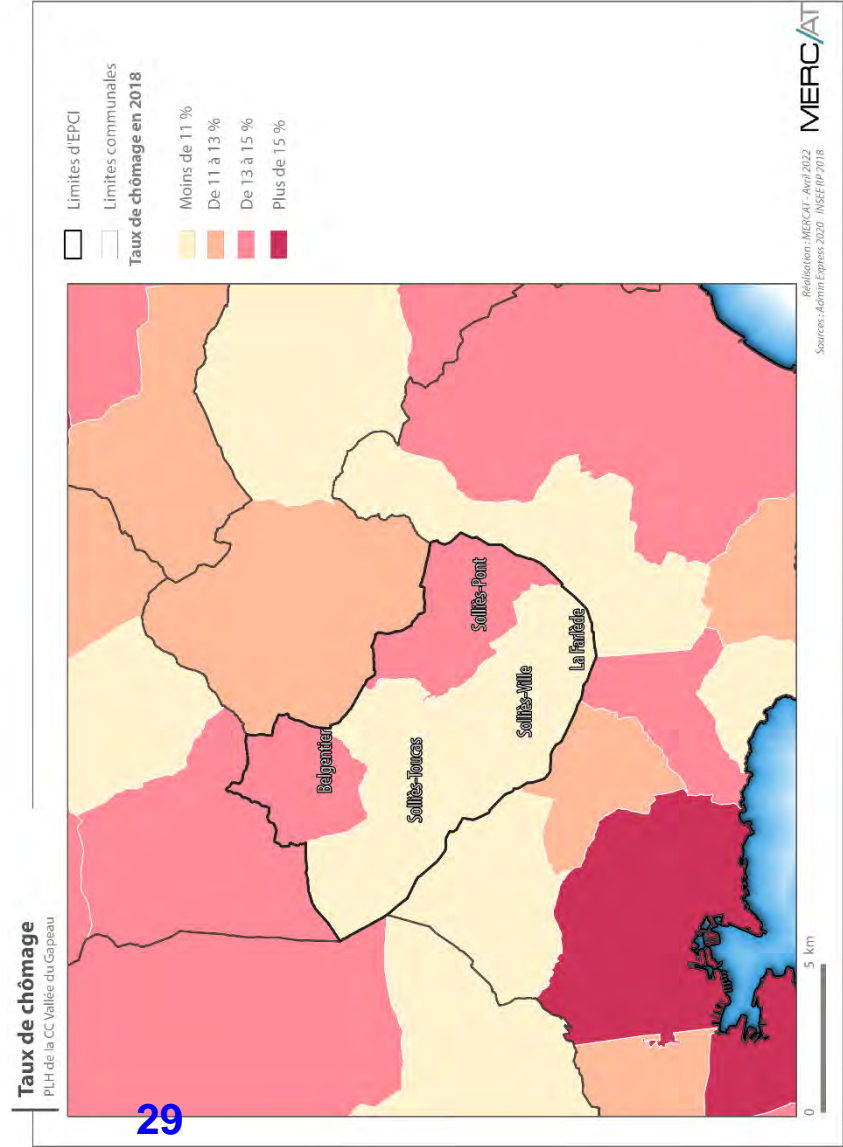 Taux de chômage
PLH de la CC Vallée du Gapeau
Belgentier
Solliès-Toucas
Solliès-Pont
Solliès-Ville
La Farlède
0 5 km
Limites d'EPCI
Limites communales
Taux de chômage en 2018
Moins de 11 %
De 11 à 13 %
De 13 à 15 %
Plus de 15 %
Réalisation : MERCAT - Avril 2022
Sources : Admin Express 2020 INSEE RP 2018
MERC/AT
29